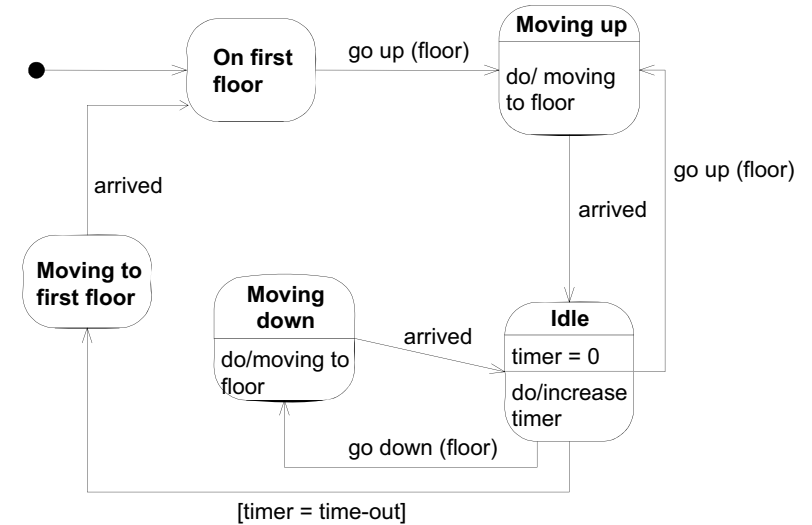 Moving up
On first
floor
go up (floor)
do/ moving
to floor
go up (floor)
arrived
arrived
Moving to
first floor
Moving
down
do/moving to
floor
arrived
Idle
timer = 0
do/increase
timer
go down (floor)
[timer = time-out]